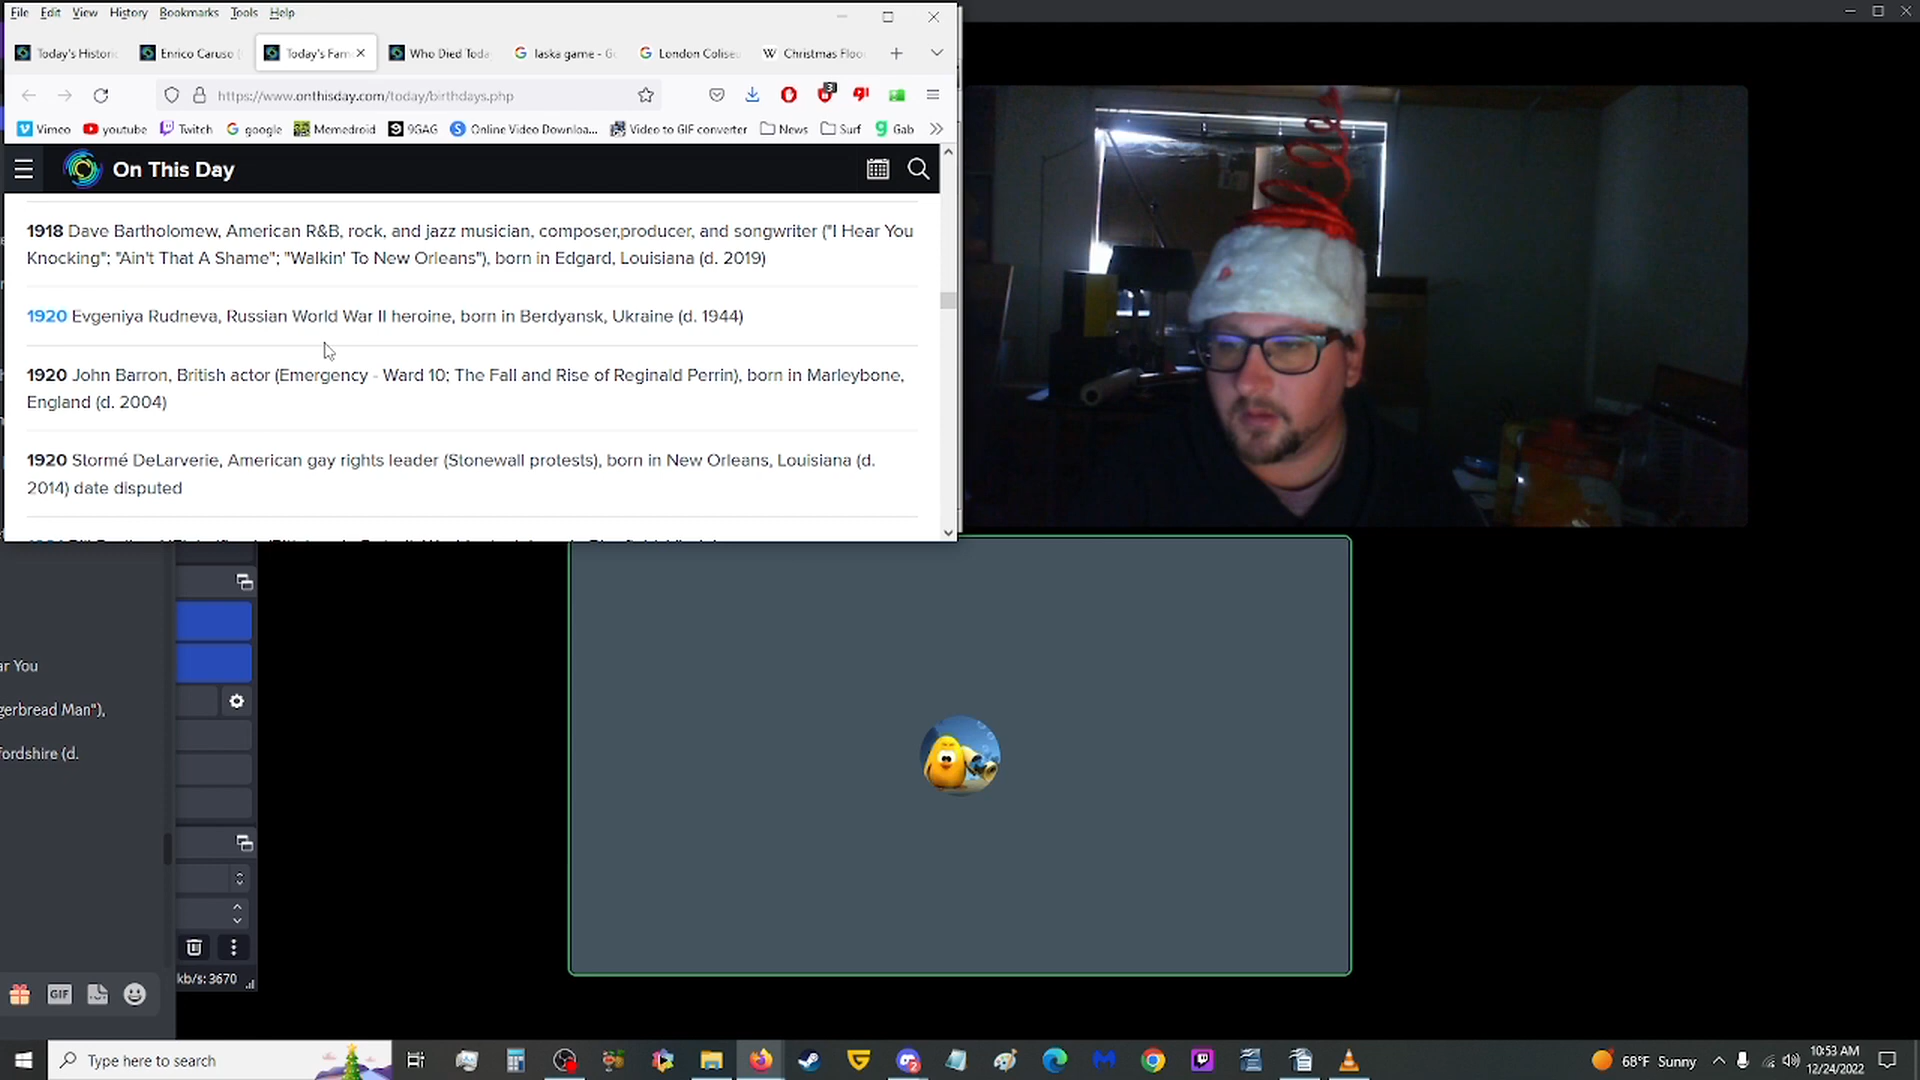 File Edit View History Bookmarks Tools Help
Today's Historic
Enrico Caruso (
Today's Fam
Who Died Toda
laska game - Go
London Coliseu
Christmas Floo
https://www.onthisday.com/today/birthdays.php
3
Vimeo youtube Twitch google Memedroid 9GAG Online Video Downloa... Video to GIF converter News Surf Gab
On This Day
1918 Dave Bartholomew, American R&B, rock, and jazz musician, composer,producer, and songwriter ("I Hear You
Knocking"; "Ain't That A Shame"; "Walkin' To New Orleans"), born in Edgard, Louisiana (d. 2019)
1920 Evgeniya Rudneva, Russian World War II heroine, born in Berdyansk, Ukraine (d. 1944)
1920 John Barron, British actor (Emergency - Ward 10; The Fall and Rise of Reginald Perrin), born in Marleybone,
England (d. 2004)
1920 Stormé DeLarverie, American gay rights leader (Stonewall protests), born in New Orleans, Louisiana (d.
2014) date disputed
ar You
gerbread Man"),
fordshire (d.
kb/s: 3670
GIF
Type here to search
68°F Sunny
10:53 AM
12/24/2022